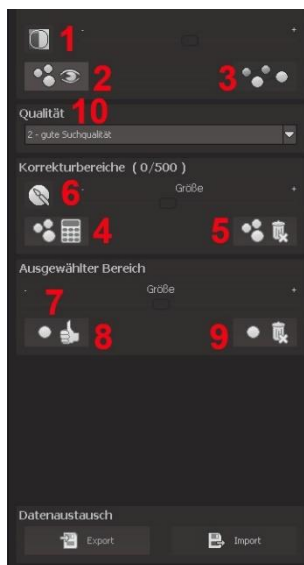 1
- +
2 3
Qualität 10
2 - gute Suchqualität
Korrekturbereiche ( 0/500 )
6 - Größe +
4 5
Ausgewählter Bereich
- Größe +
7
8 9
Datenaustausch
Export Import